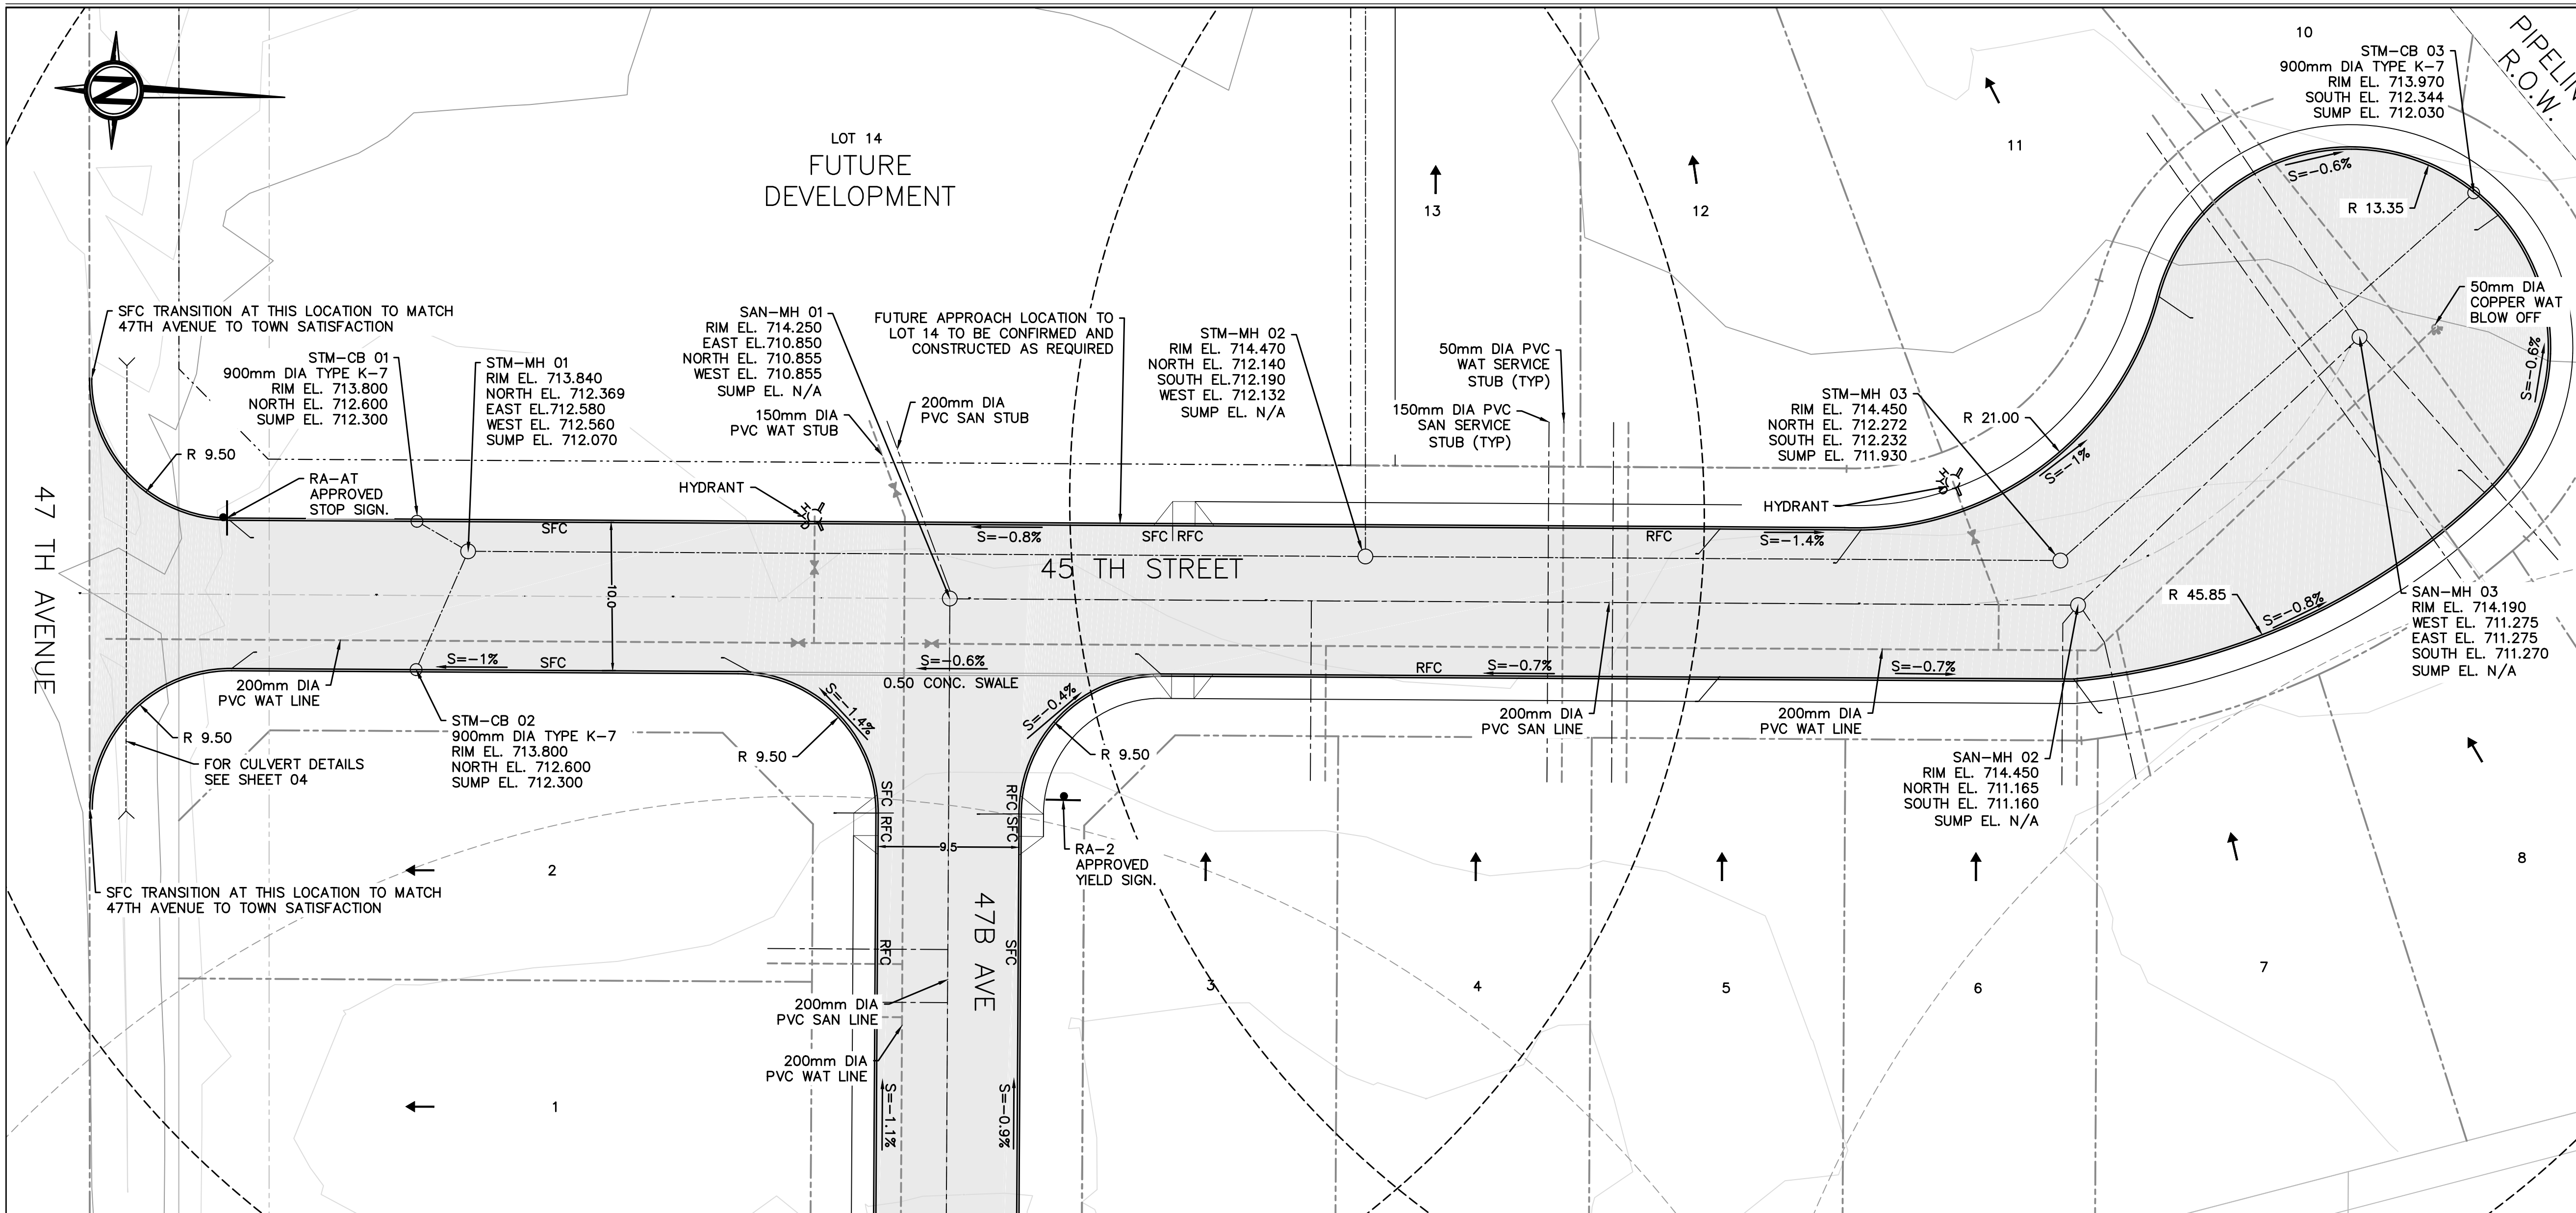 N
10
PIPELIN
R.O.W.
STM-CB 03
900mm DIA TYPE K-7
RIM EL. 713.970
SOUTH EL. 712.344
SUMP EL. 712.030
LOT 14
FUTURE
DEVELOPMENT
11
13
12
S=-0.6%
R 13.35
50mm DIA
COPPER WAT
BLOW OFF
S=-0.6%
SFC TRANSITION AT THIS LOCATION TO MATCH
47TH AVENUE TO TOWN SATISFACTION
STM-CB 01
900mm DIA TYPE K-7
RIM EL. 713.800
NORTH EL. 712.600
SUMP EL. 712.300
STM-MH 01
RIM EL. 713.840
NORTH EL. 712.369
EAST EL.712.580
WEST EL. 712.560
SUMP EL. 712.070
SAN-MH 01
RIM EL. 714.250
EAST EL.710.850
NORTH EL. 710.855
WEST EL. 710.855
SUMP EL. N/A
150mm DIA
PVC WAT STUB
200mm DIA
PVC SAN STUB
FUTURE APPROACH LOCATION TO
LOT 14 TO BE CONFIRMED AND
CONSTRUCTED AS REQUIRED
STM-MH 02
RIM EL. 714.470
NORTH EL. 712.140
SOUTH EL.712.190
WEST EL. 712.132
SUMP EL. N/A
50mm DIA PVC
WAT SERVICE
STUB (TYP)
150mm DIA PVC
SAN SERVICE
STUB (TYP)
STM-MH 03
RIM EL. 714.450
NORTH EL. 712.272
SOUTH EL. 712.232
SUMP EL. 711.930
R 21.00
S=-1%
R 9.50
RA-AT
APPROVED
STOP SIGN.
HYDRANT
HYD
HYDRANT
HYD
SFC
S=-0.8%
SFC
RFC
RFC
S=-1.4%
47 TH AVENUE
10.0
45 TH STREET
R 45.85
S=-0.8%
SAN-MH 03
RIM EL. 714.190
WEST EL. 711.275
EAST EL. 711.275
SOUTH EL. 711.270
SUMP EL. N/A
S=-1%
SFC
S=-0.6%
0.50 CONC. SWALE
RFC
S=-0.7%
S=-0.7%
200mm DIA
PVC WAT LINE
R 9.50
FOR CULVERT DETAILS
SEE SHEET 04
STM-CB 02
900mm DIA TYPE K-7
RIM EL. 713.800
NORTH EL. 712.600
SUMP EL. 712.300
S=-1.4%
R 9.50
S=-0.4%
R 9.50
200mm DIA
PVC SAN LINE
200mm DIA
PVC WAT LINE
SAN-MH 02
RIM EL. 714.450
NORTH EL. 711.165
SOUTH EL. 711.160
SUMP EL. N/A
SFC
RFC
RFC
SFC
9.5
RA-2
APPROVED
YIELD SIGN.
SFC TRANSITION AT THIS LOCATION TO MATCH
47TH AVENUE TO TOWN SATISFACTION
2
8
47B AVE
RFC
SFC
3
4
5
6
7
200mm DIA
PVC SAN LINE
200mm DIA
PVC WAT LINE
1
S=-1.1%
S=-0.9%